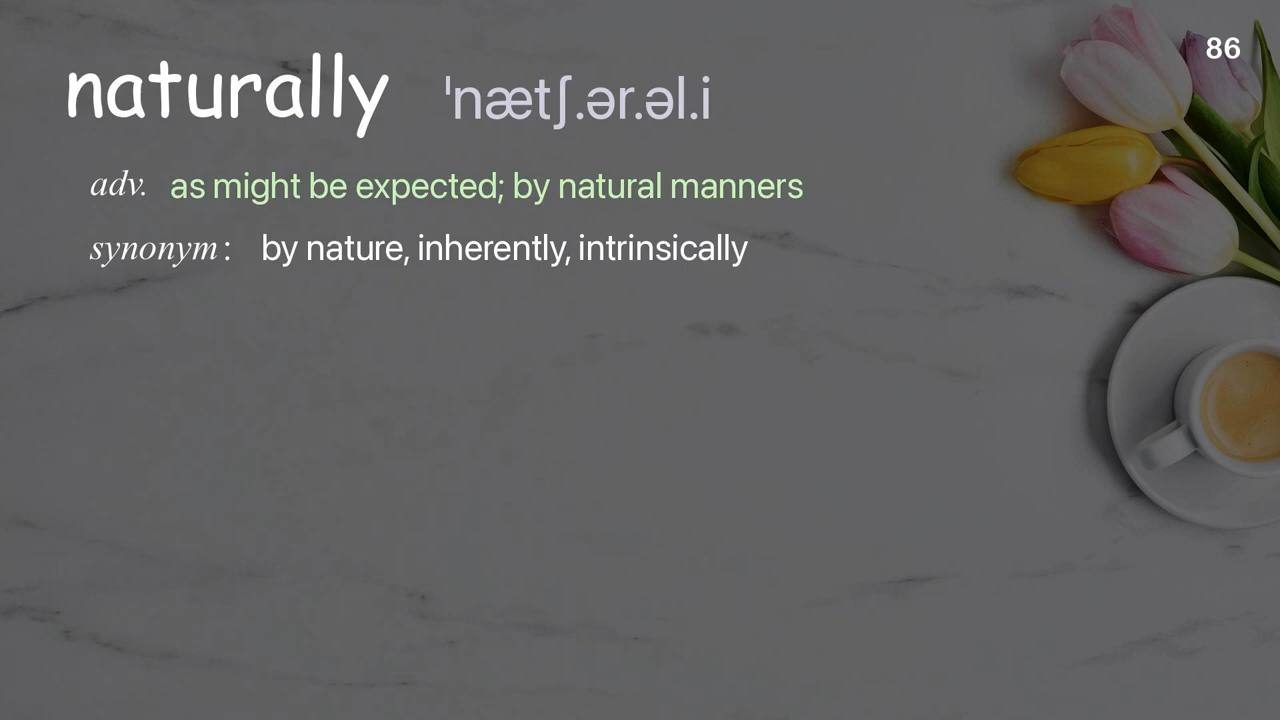 86
naturally ˈnætʃ.ər.əl.i
adv. as might be expected; by natural manners
synonym: by nature, inherently, intrinsically